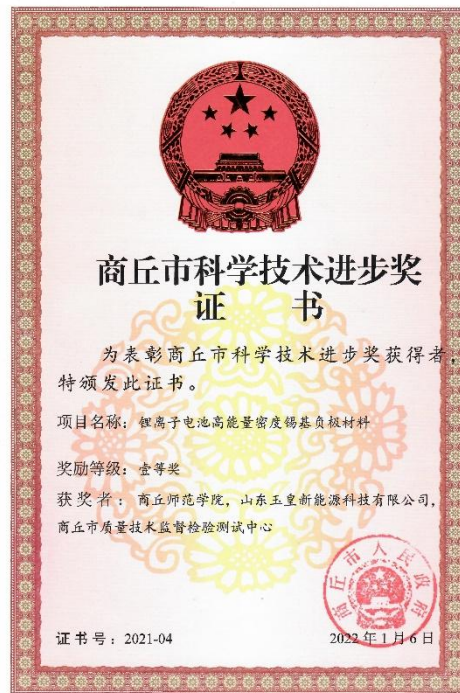 商丘市科学技术进步奖
证 书
为表彰商丘市科学技术进步奖获得者，
特颁发此证书。
项目名称：锂离子电池高能量密度锡基负极材料
奖励等级：壹等奖
获奖者：商丘师范学院，山东玉皇新能源科技有限公司，
商丘市质量技术监督检验测试中心
商丘市人民政府
证书号：2021-04
2022年1月6日